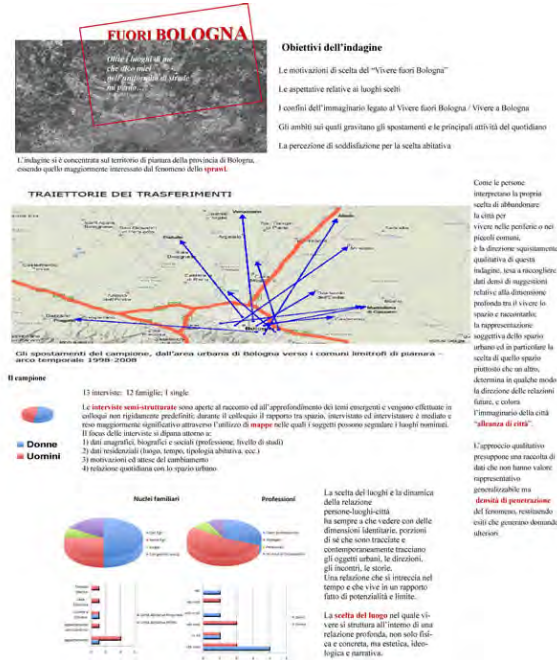 FUORI BOLOGNA
Oltre i luoghi di me
che dico miei
nell'uniformità di strade
mi perdo...
Obiettivi dell'indagine
Le motivazioni di scelta del "Vivere fuori Bologna"
Le aspettative relative ai luoghi scelti
I confini dell'immaginario legato al Vivere fuori Bologna / Vivere a Bologna
Gli ambiti sui quali gravitano gli spostamenti e le principali attività del quotidiano
La percezione di soddisfazione per la scelta abitativa
L'indagine si è concentrata sul territorio di pianura della provincia di Bologna,
essendo quello maggiormente interessato dal fenomeno dello sprawl.
TRAIETTORIE DEI TRASFERIMENTI
Gli spostamenti del campione, dall'area urbana di Bologna verso i comuni limitrofi di pianura -
arco temporale 1998-2008
Come le persone
interpretano la propria
scelta di abbandonare
la città per
vivere nelle periferie o nei
piccoli comuni,
è la direzione squisitamente
qualitativa di questa
indagine, tesa a raccogliere
dati densi di suggestioni
relative alla dimensione
profonda tra il vivere lo
spazio e raccontarlo;
la rappresentazione
soggettiva dello spazio
urbano ed in particolare la
scelta di quello spazio
piuttosto che un altro,
determina in qualche modo
la direzione delle relazioni
future, e colora
l'immaginario della città
"alleanza di città".
L'approccio qualitativo
presuppone una raccolta di
dati che non hanno valore
rappresentativo
generalizzabile ma
densità di penetrazione
del fenomeno, restituendo
esiti che generano domande
ulteriori
Il campione
13 interviste: 12 famiglie, 1 single
Le interviste semi-strutturate sono aperte al racconto ed all'approfondimento dei temi emergenti e vengono effettuate in
colloqui non rigidamente predefiniti; durante il colloquio il rapporto tra spazio, intervistato ed intervistatore è mediato e
reso maggiormente significativo attraverso l'utilizzo di mappe nelle quali i soggetti possono segnalare i luoghi nominati.
Il focus delle interviste si dipana attorno a:
1) dati anagrafici, biografici e sociali (professione, livello di studi)
2) dati residenziali (luogo, tempo, tipologia abitativa, ecc.)
3) motivazioni ed attese del cambiamento
4) relazione quotidiana con lo spazio urbano
Donne
Uomini
Nuclei familiari
Professioni
La scelta dei luoghi e la dinamica
della relazione
persone-luoghi-città
ha sempre a che vedere con delle
dimensioni identitarie, porzioni
di sé che sono tracciate e
contemporaneamente tracciano
gli oggetti urbani, le direzioni,
gli incontri, le storie.
Una relazione che si intreccia nel
tempo e che vive in un rapporto
fatto di potenzialità e limite.
La scelta del luogo nel quale vi-
vere si struttura all'interno di una
relazione profonda, non solo fisi-
ca e concreta, ma estetica, ideo-
logica e narrativa.